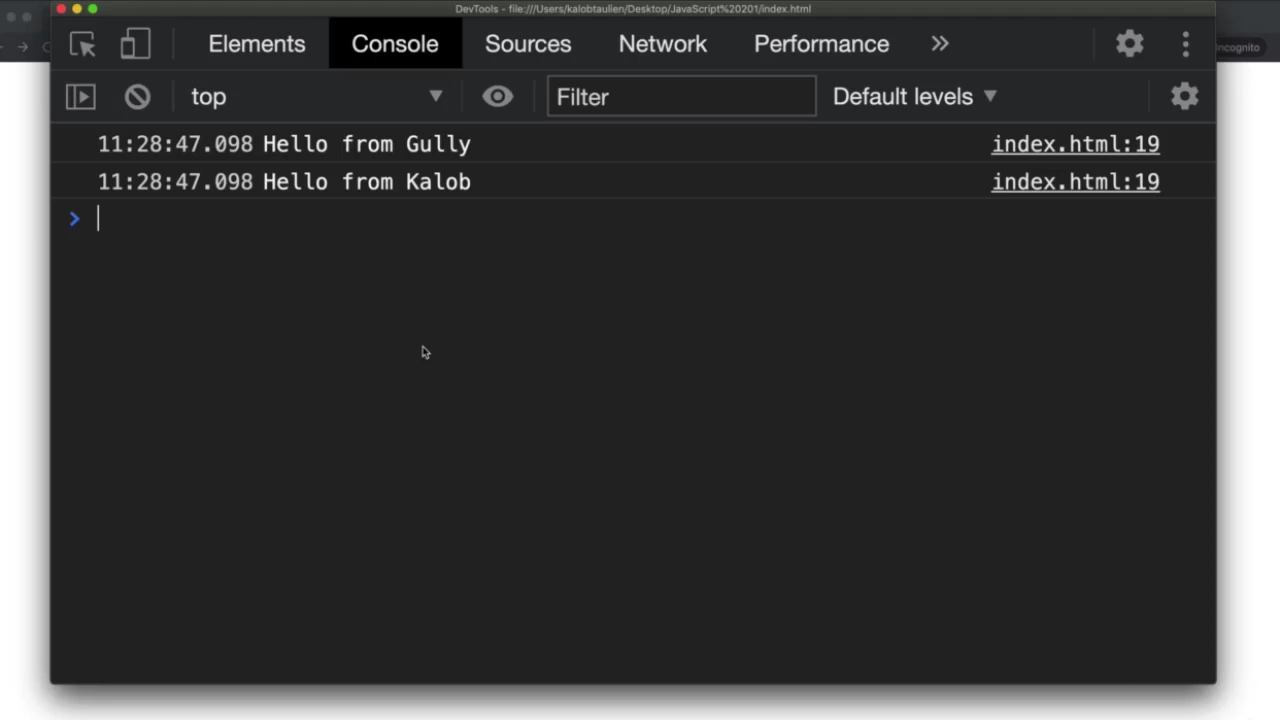 DevTools - file:///Users/kalobtaulien/Desktop/JavaScript%20201/index.html
Incognito
Elements Console Sources Network Performance »
top Filter Default levels
11:28:47.098 Hello from Gully index.html:19
11:28:47.098 Hello from Kalob index.html:19
>